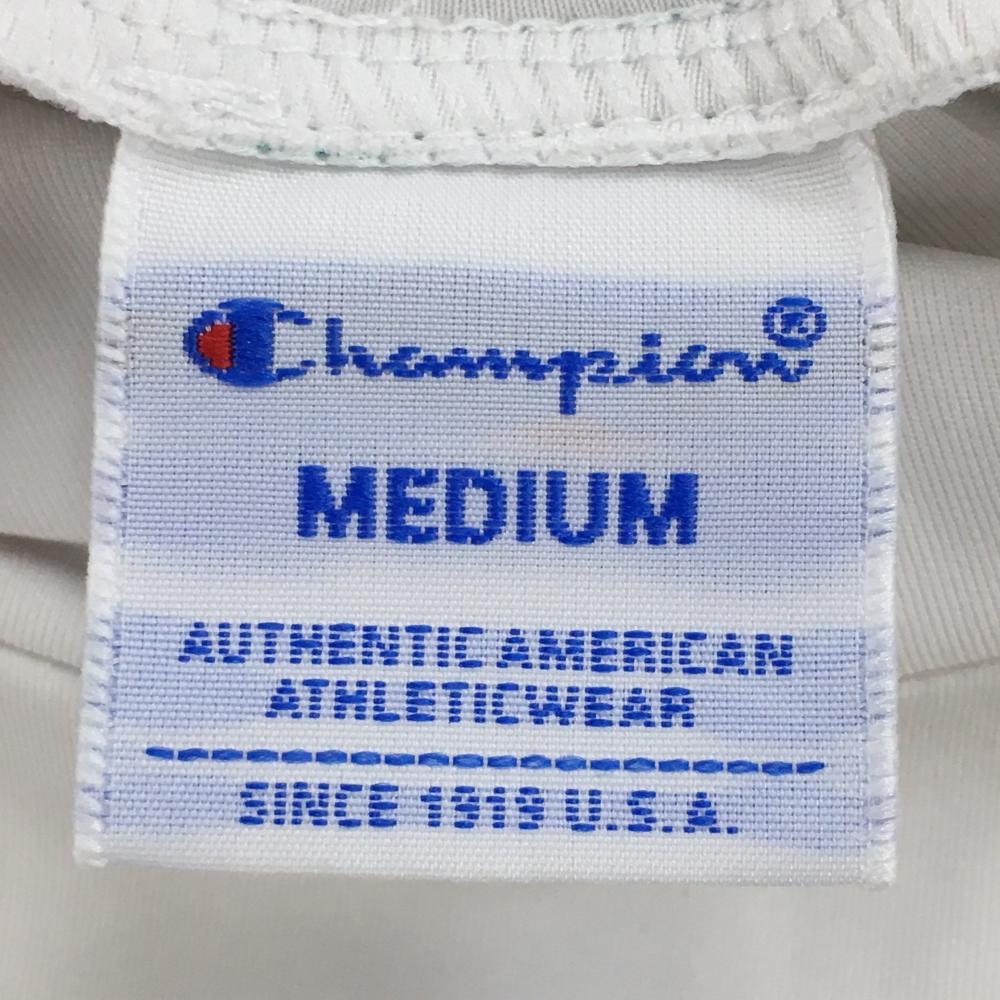 Champion®
MEDIUM
AUTHENTIC AMERICAN
ATHLETICWEAR
SINCE 1919 U.S.A.